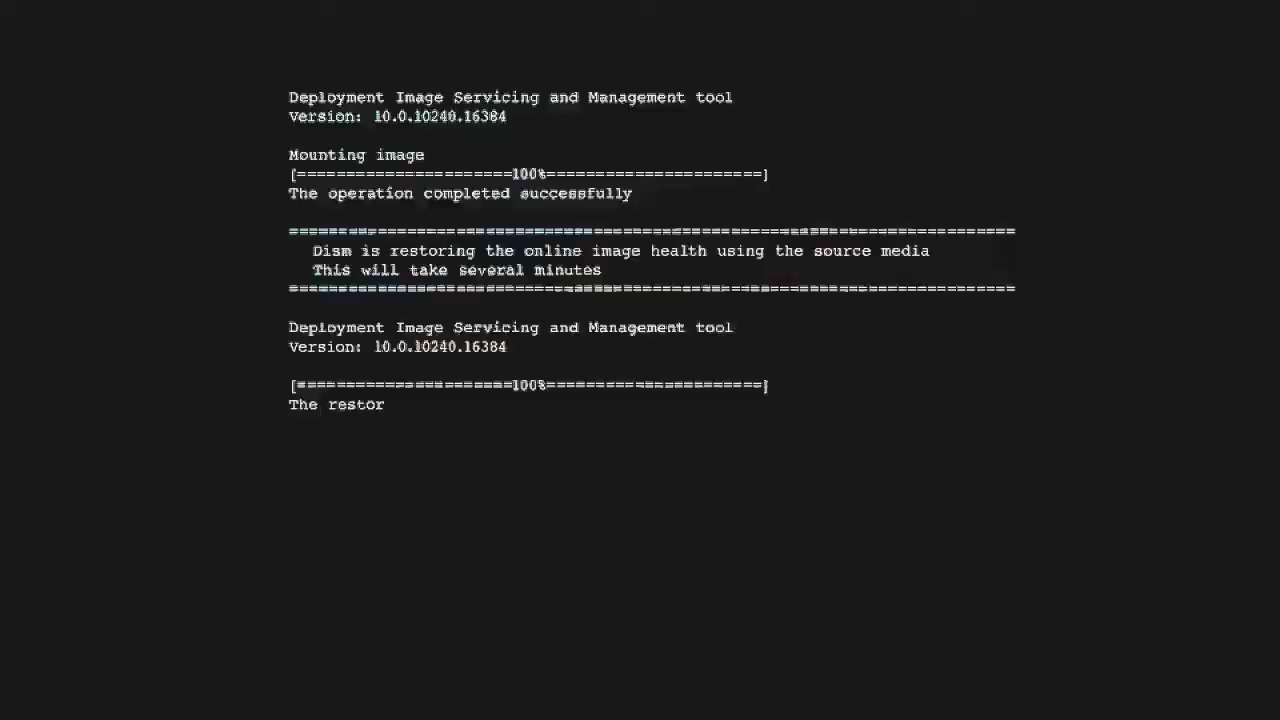 Deployment Image Servicing and Management tool
Version: 10.0.10240.16384
Mounting image
[======================100%======================]
The operation completed successfully
===========================================================================
Dism is restoring the online image health using the source media
This will take several minutes
===========================================================================
Deployment Image Servicing and Management tool
Version: 10.0.10240.16384
[======================100%======================]
The restor